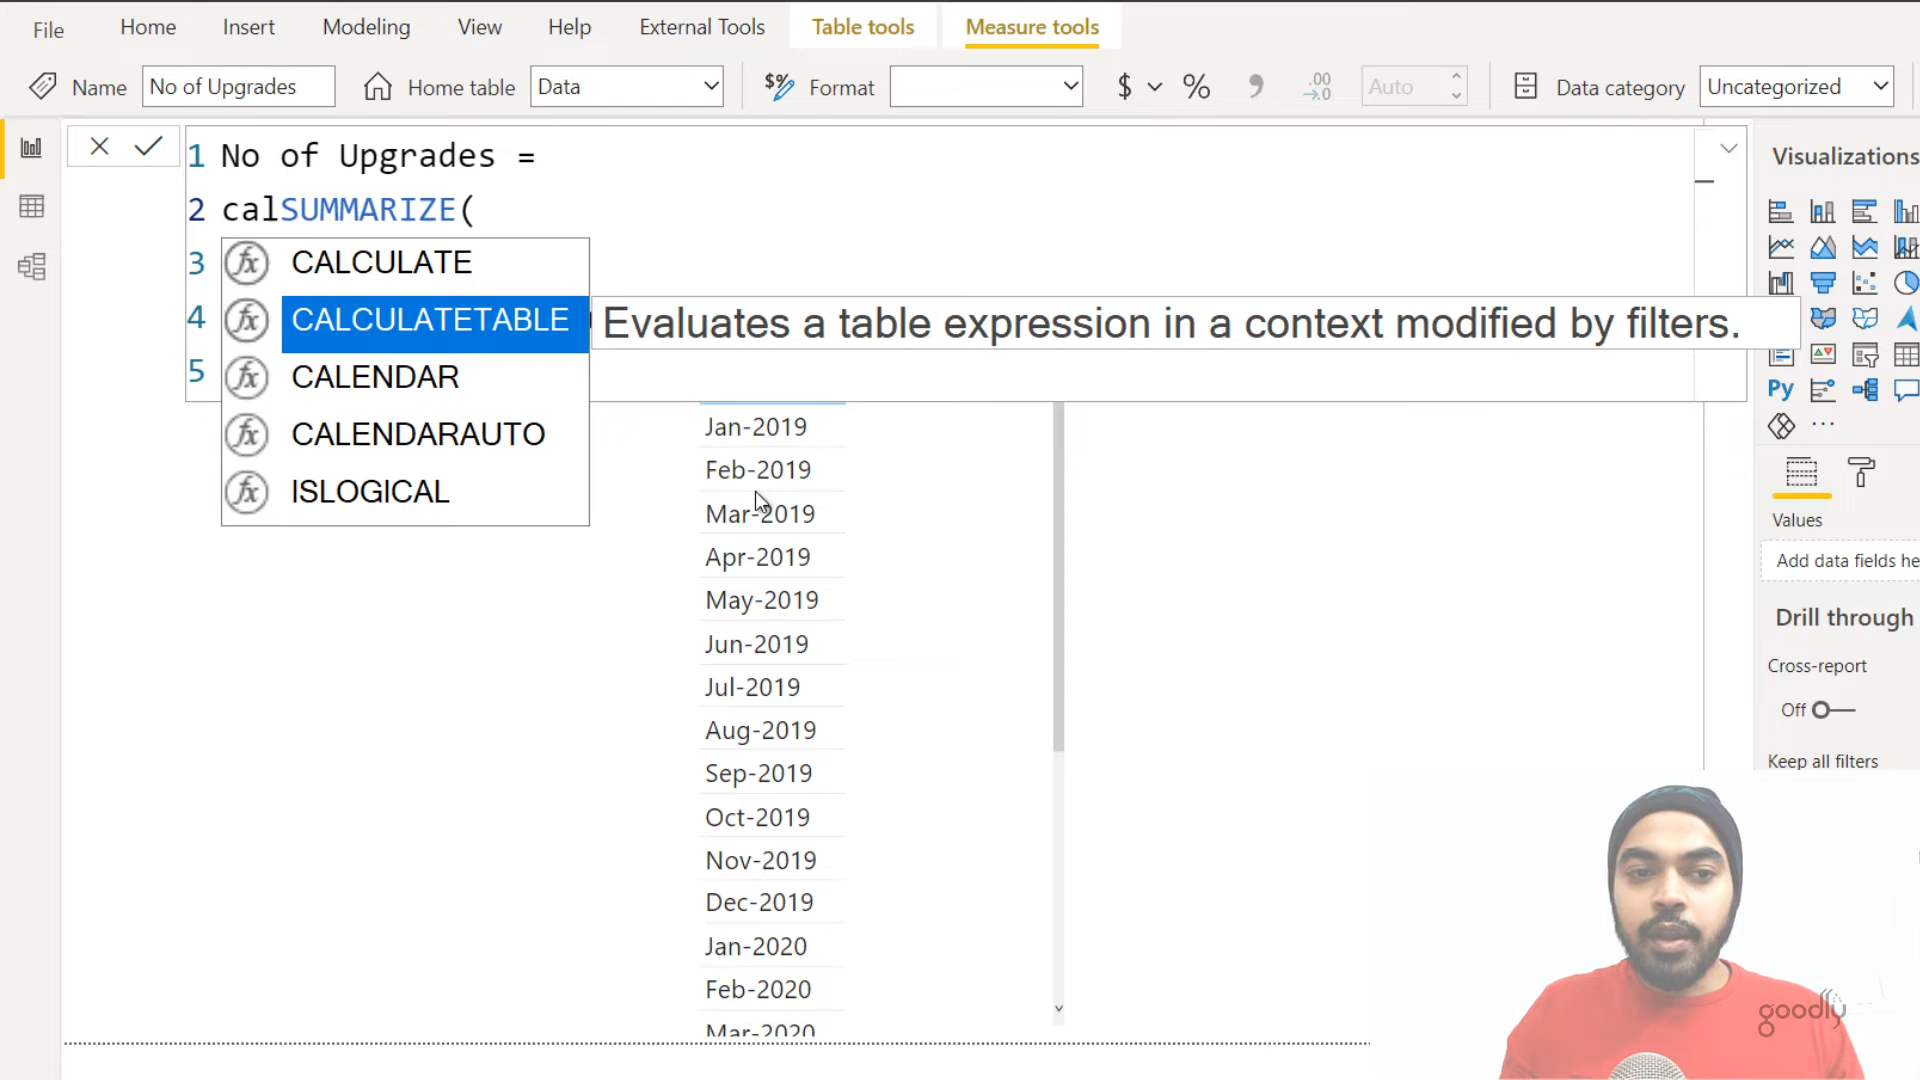 File Home Insert Modeling View Help External Tools Table tools Measure tools
Name No of Upgrades Home table Data Format $ % .00 →.0 Auto Data category Uncategorized
1 No of Upgrades =
2 calSUMMARIZE(
3
4
5
CALCULATE
CALCULATETABLE Evaluates a table expression in a context modified by filters.
CALENDAR
CALENDARAUTO
ISLOGICAL
Jan-2019
Feb-2019
Mar-2019
Apr-2019
May-2019
Jun-2019
Jul-2019
Aug-2019
Sep-2019
Oct-2019
Nov-2019
Dec-2019
Jan-2020
Feb-2020
Mar-2020
Visualizations
Py
Values
Add data fields he
Drill through
Cross-report
Off
Keep all filters
goodly